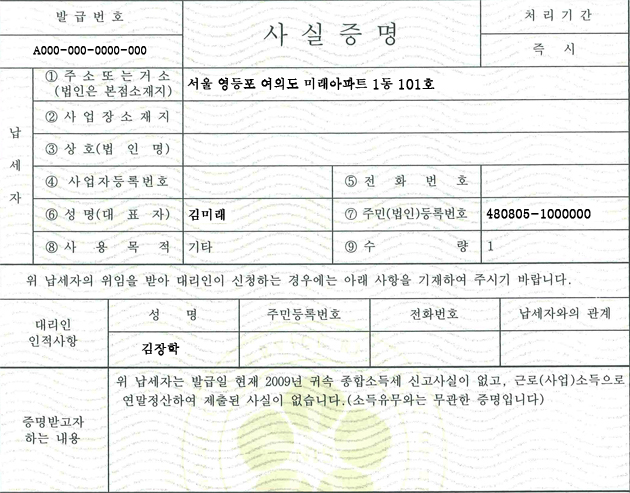 발급번호
사실증명
처리기간
A000-000-0000-000
즉 시
납세자
① 주소 또는 거소
(법인은 본점소재지)
서울 영등포 여의도 미래아파트 1동 101호
② 사업장소재지
③ 상호(법인명)
④ 사업자등록번호
⑤ 전화번호
⑥ 성명(대표자)
김미래
⑦ 주민(법인)등록번호
480805-1000000
⑧ 사용목적
기타
⑨ 수량
1
위 납세자의 위임을 받아 대리인이 신청하는 경우에는 아래 사항을 기재하여 주시기 바랍니다.
대리인
인적사항
성 명
주민등록번호
전화번호
납세자와의 관계
김장학
증명받고자
하는 내용
위 납세자는 발급일 현재 2009년 귀속 종합소득세 신고사실이 없고, 근로(사업)소득으로
연말정산하여 제출된 사실이 없습니다.(소득유무와는 무관한 증명입니다)